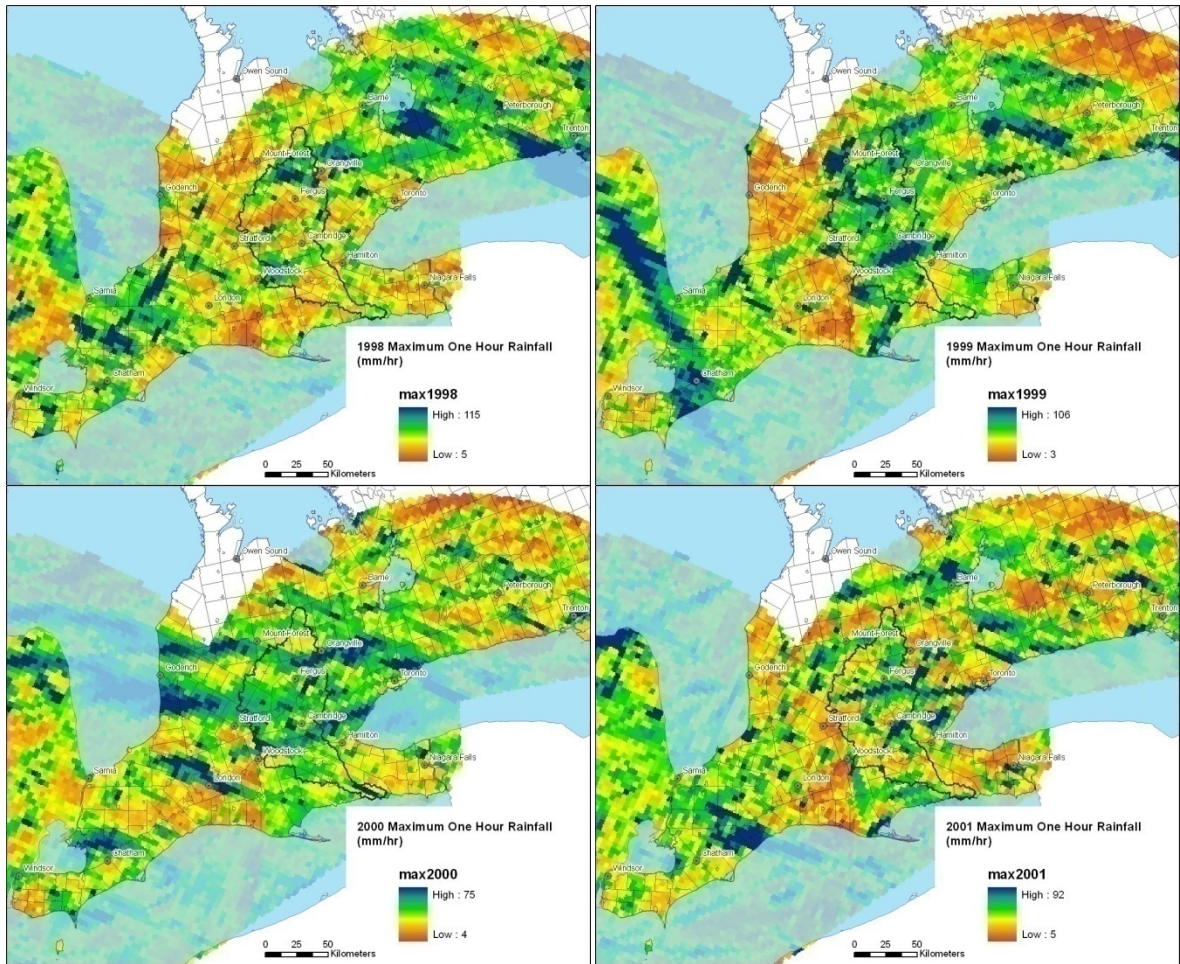 Owen Sound
Barrie
Peterborough
Trenton
Mount-Forest
Orangville
Goderich
Fergus
Toronto
Stratford
Cambridge
Hamilton
Woodstock
Niagara Falls
Sarnia
London
Chatham
Windsor
1998 Maximum One Hour Rainfall
(mm/hr)
max1998
High : 115
Low : 5
0 25 50
Kilometers
Owen Sound
Barrie
Peterborough
Trenton
Mount-Forest
Orangville
Goderich
Fergus
Toronto
Stratford
Cambridge
Hamilton
Woodstock
Niagara Falls
Sarnia
London
Chatham
Windsor
1999 Maximum One Hour Rainfall
(mm/hr)
max1999
High : 106
Low : 3
0 25 50
Kilometers
Owen Sound
Barrie
Peterborough
Trenton
Mount-Forest
Orangville
Goderich
Fergus
Toronto
Stratford
Cambridge
Hamilton
Woodstock
Niagara Falls
Sarnia
London
Chatham
Windsor
2000 Maximum One Hour Rainfall
(mm/hr)
max2000
High : 75
Low : 4
0 25 50
Kilometers
Owen Sound
Barrie
Peterborough
Trenton
Mount-Forest
Orangville
Goderich
Fergus
Toronto
Stratford
Cambridge
Hamilton
Woodstock
Niagara Falls
Sarnia
London
Chatham
Windsor
2001 Maximum One Hour Rainfall
(mm/hr)
max2001
High : 92
Low : 5
0 25 50
Kilometers